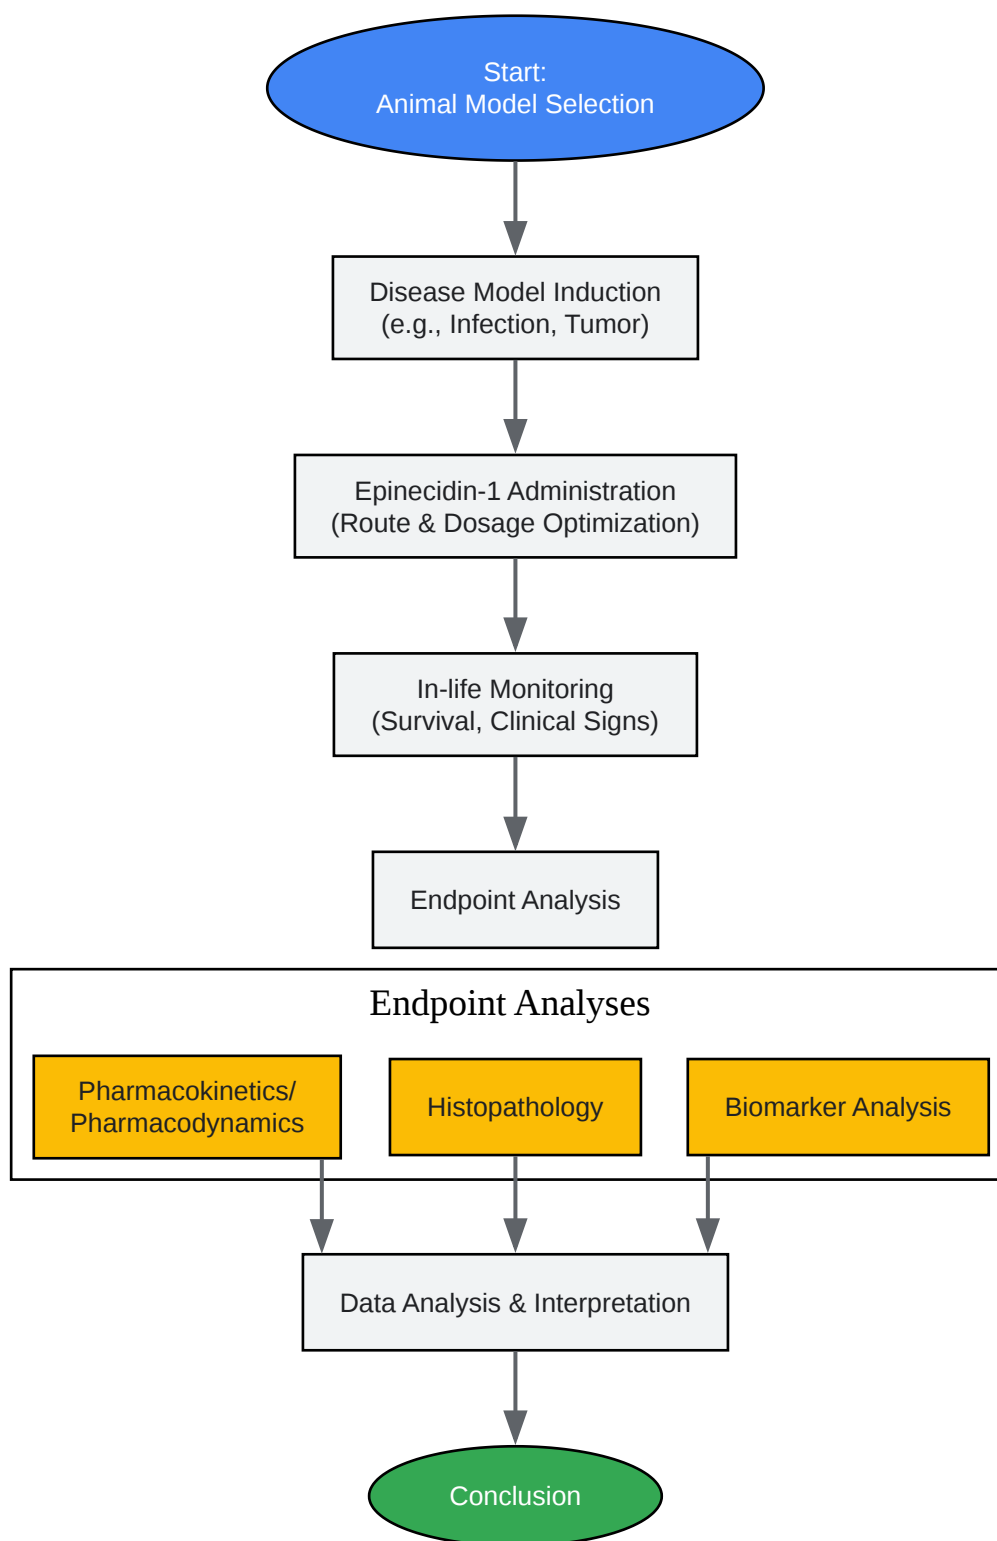 Start:
Animal Model Selection
Disease Model Induction
(e.g., Infection, Tumor)
Epinecidin-1 Administration
(Route & Dosage Optimization)
In-life Monitoring
(Survival, Clinical Signs)
Endpoint Analysis
Endpoint Analyses
Pharmacokinetics/
Pharmacodynamics
Histopathology
Biomarker Analysis
Data Analysis & Interpretation
Conclusion